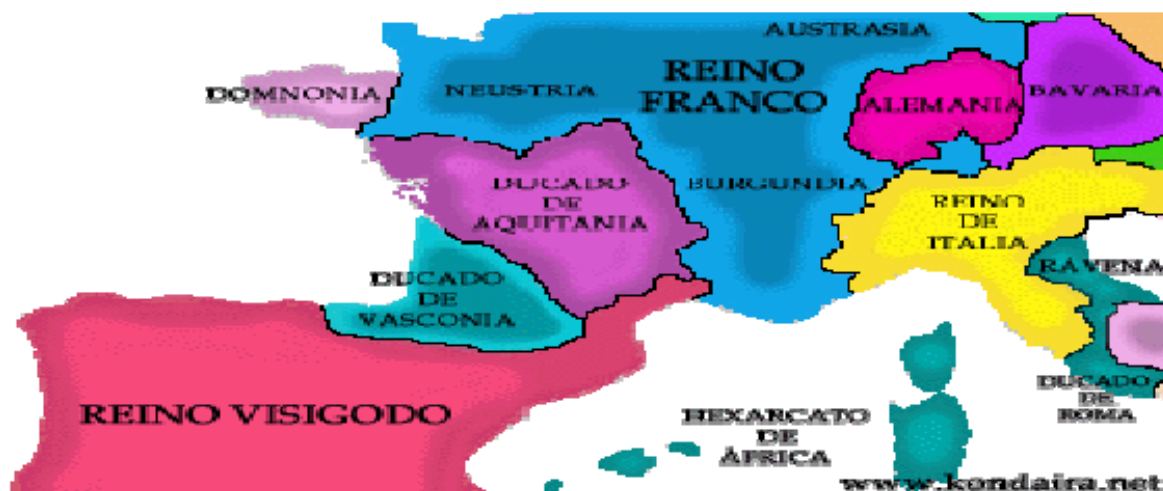 AUSTRASIA
REINO
FRANCO
DOMNONIA
NEUSTRIA
ALEMANIA
BAVARIA
DUCADO
DE
AQUITANIA
BURGUNDIA
REINO
DE
ITALIA
RÁVENA
DUCADO
DE
VASCONIA
REINO VISIGODO
HEXARCATO
DE
ÁFRICA
DUCADO
DE
ROMA
www.kondaira.net